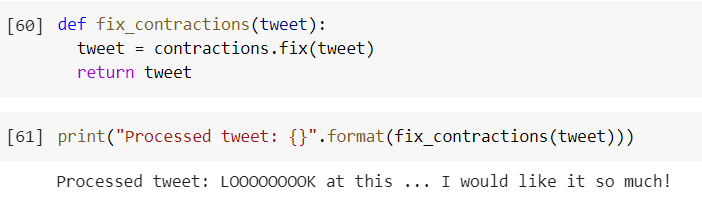 [60] def fix_contractions(tweet):
tweet = contractions.fix(tweet)
return tweet
[61] print("Processed tweet: {}".format(fix_contractions(tweet)))
Processed tweet: LOOOOOOOOK at this ... I would like it so much!